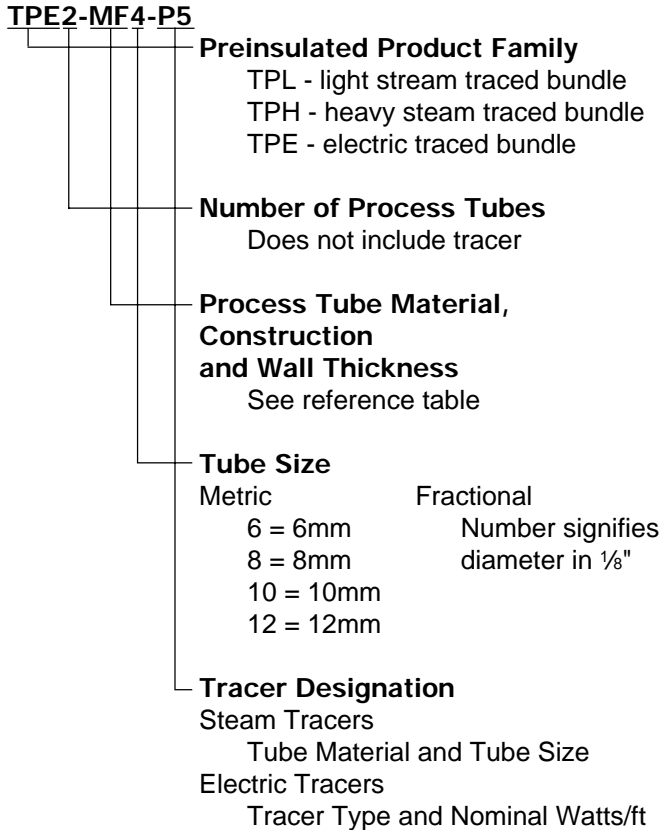 TPE2-MF4-P5
Preinsulated Product Family
TPL - light stream traced bundle
TPH - heavy steam traced bundle
TPE - electric traced bundle
Number of Process Tubes
Does not include tracer
Process Tube Material,
Construction
and Wall Thickness
See reference table
Tube Size
Metric Fractional
6 = 6mm Number signifies
8 = 8mm diameter in ⅛"
10 = 10mm
12 = 12mm
Tracer Designation
Steam Tracers
Tube Material and Tube Size
Electric Tracers
Tracer Type and Nominal Watts/ft